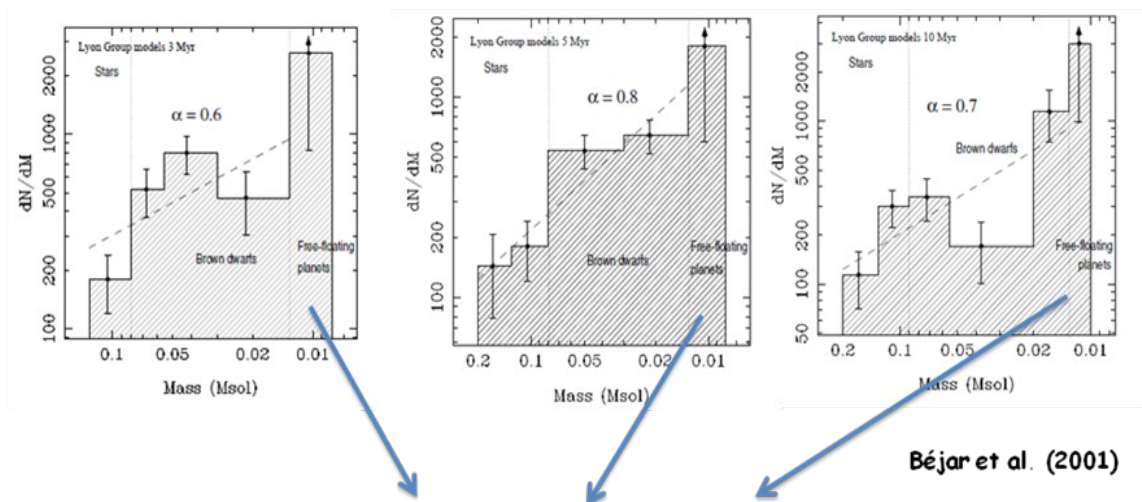 Lyon Group models 3 Myr
Stars
α = 0.6
Brown dwarfs
Free-floating
planets
dN/dM
2000
1000
500
200
100
0.1 0.05 0.02 0.01
Mass (Msol)
Lyon Group models 5 Myr
Stars
α = 0.8
Brown dwarfs
Free-floating
planets
dN/dM
2000
1000
500
200
100
0.2 0.1 0.05 0.02 0.01
Mass (Msol)
Lyon Group models 10 Myr
Stars
α = 0.7
Brown dwarfs
Free-floating
planets
dN/dM
2000
1000
500
200
100
50
0.2 0.1 0.05 0.02 0.01
Mass (Msol)
Béjar et al. (2001)